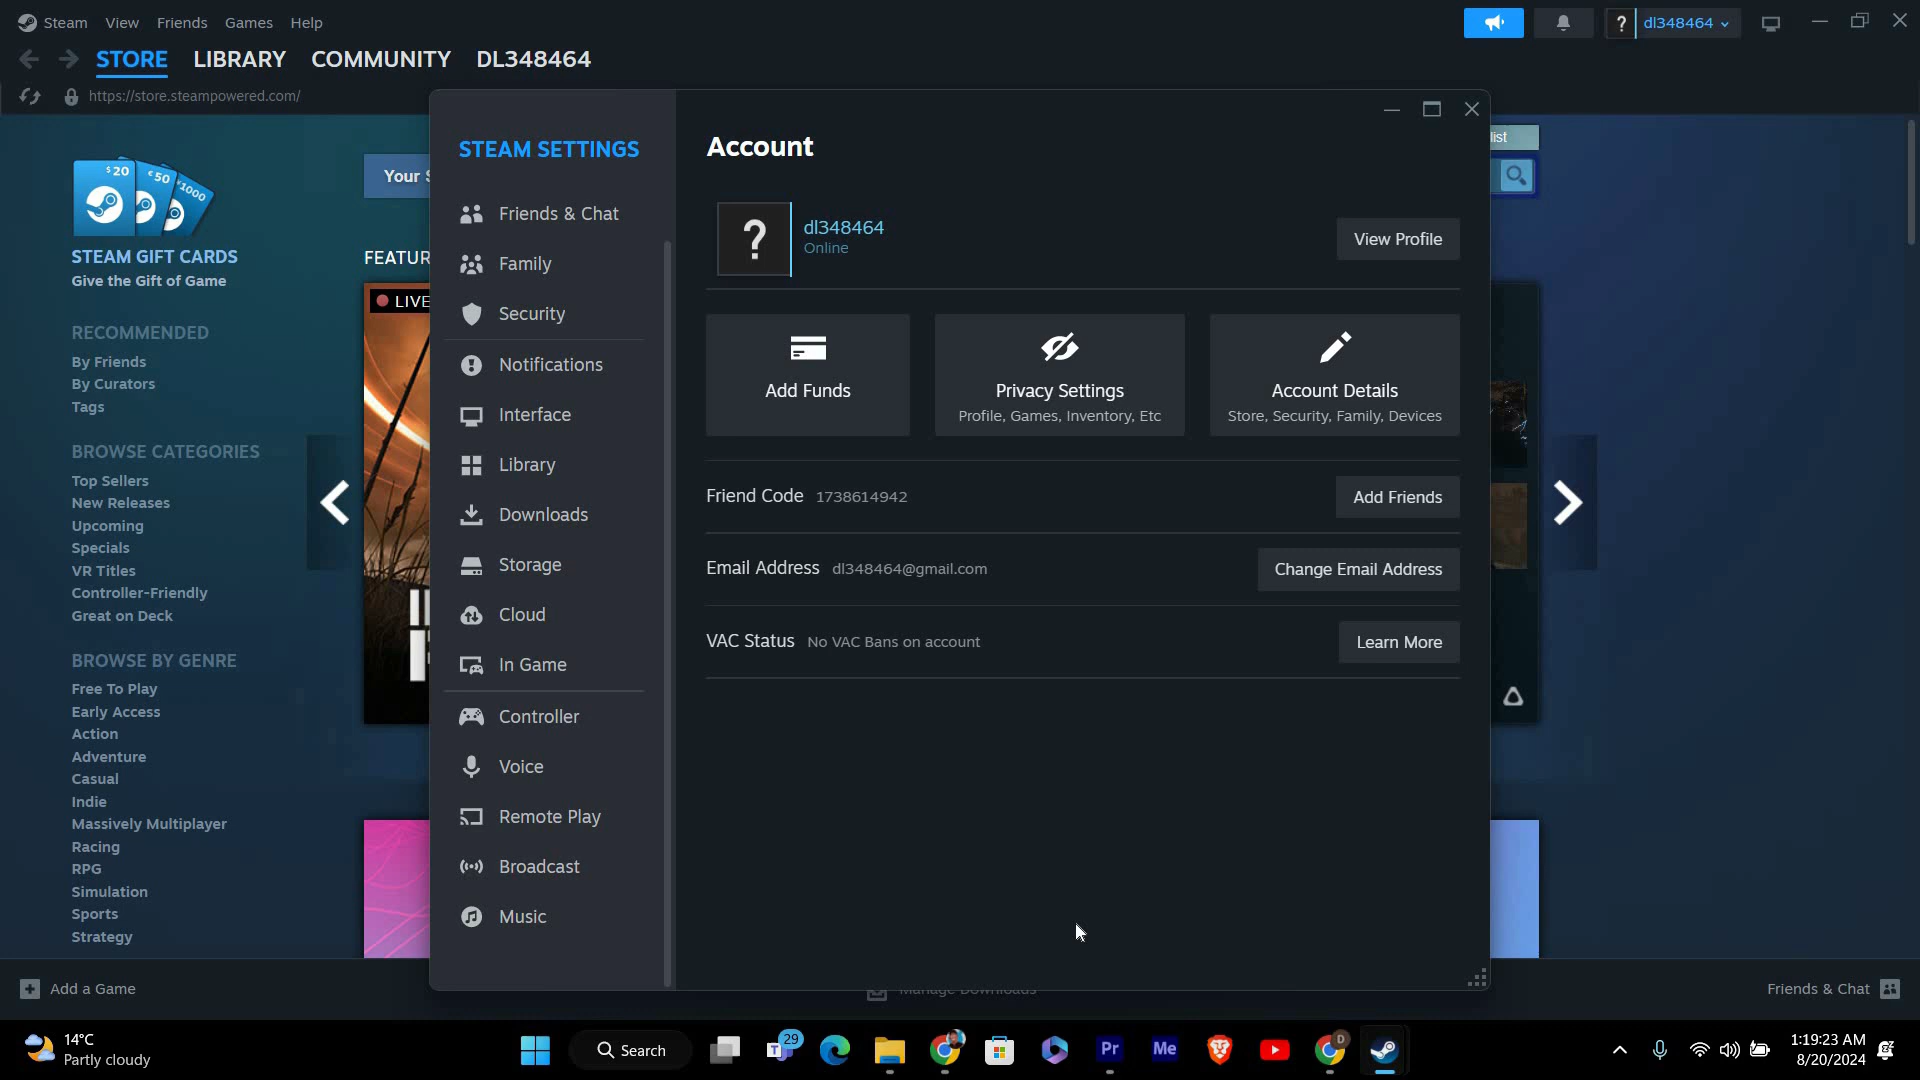 Steam View Friends Games Help
dl348464
STORE LIBRARY COMMUNITY DL348464
https://store.steampowered.com/
$20 €50 1000
STEAM GIFT CARDS
Give the Gift of Game
RECOMMENDED
By Friends
By Curators
Tags
BROWSE CATEGORIES
Top Sellers
New Releases
Upcoming
Specials
VR Titles
Controller-Friendly
Great on Deck
BROWSE BY GENRE
Free To Play
Early Access
Action
Adventure
Casual
Indie
Massively Multiplayer
Racing
RPG
Simulation
Sports
Strategy
Your S
FEATUR
LIVE
list
STEAM SETTINGS
Friends & Chat
Family
Security
Notifications
Interface
Library
Downloads
Storage
Cloud
In Game
Controller
Voice
Remote Play
Broadcast
Music
Account
?
dl348464
Online
View Profile
Add Funds
Privacy Settings
Profile, Games, Inventory, Etc
Account Details
Store, Security, Family, Devices
Friend Code 1738614942
Add Friends
Email Address dl348464@gmail.com
Change Email Address
VAC Status No VAC Bans on account
Learn More
Add a Game
Manage Downloads
Friends & Chat
14°C
Partly cloudy
Search
29
Pr
Me
D
1:19:23 AM
8/20/2024